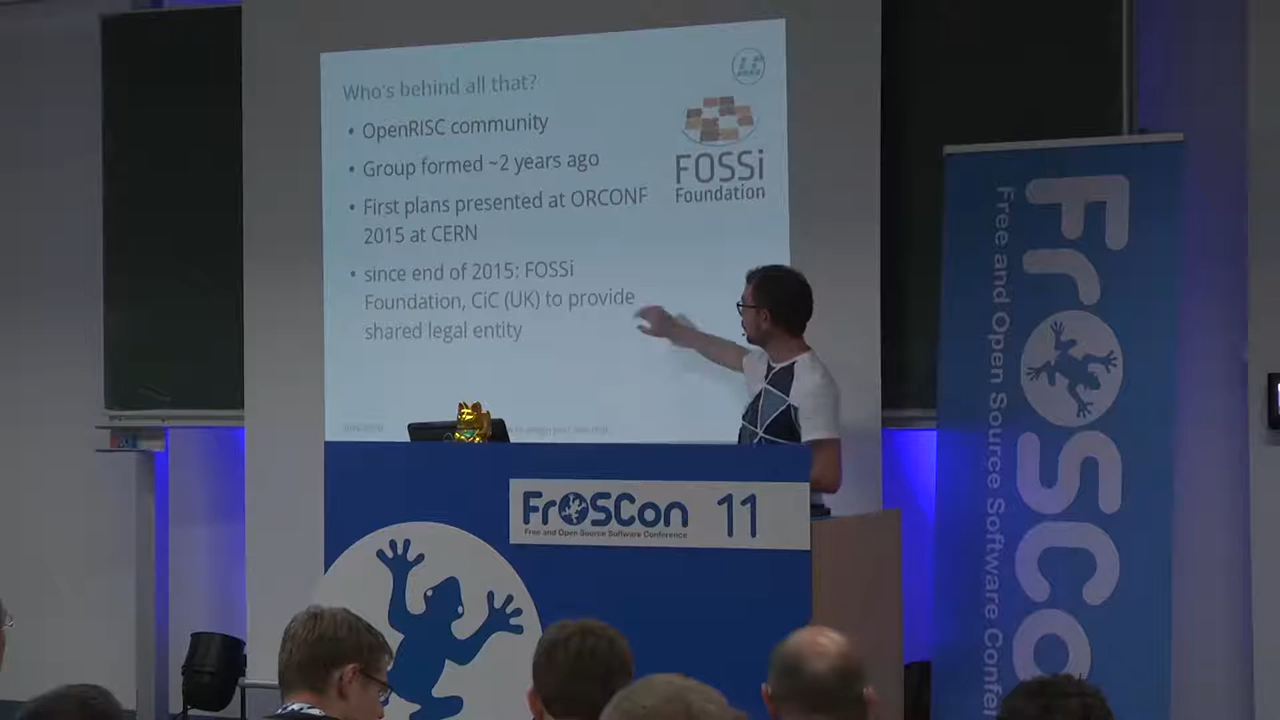 Who's behind all that?
• OpenRISC community
• Group formed ~2 years ago
• First plans presented at ORCONF
2015 at CERN
• since end of 2015: FOSSi
Foundation, CiC (UK) to provide
shared legal entity
FOSSi
Foundation
FrOSCon 11
Free and Open Source Software Conference
FrOSCo
Free and Open Source Software Confe